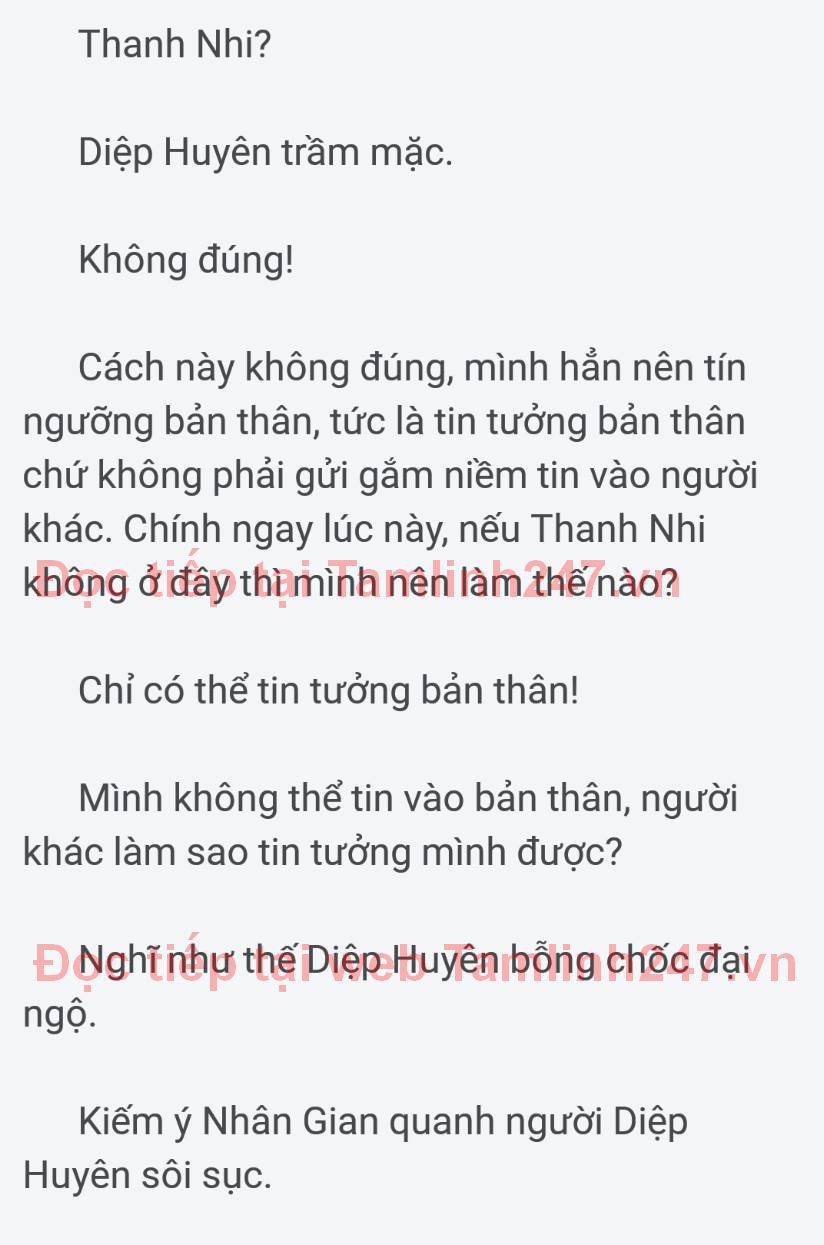 Thanh Nhi?
Diệp Huyên trầm mặc.
Không đúng!
Cách này không đúng, mình hẳn nên tín
ngưỡng bản thân, tức là tin tưởng bản thân
chứ không phải gửi gắm niềm tin vào người
khác. Chính ngay lúc này, nếu Thanh Nhi
không ở đây thì mình nên làm thế nào?
Đọc tiếp tại Tamlinh247.vn
Chỉ có thể tin tưởng bản thân!
Mình không thể tin vào bản thân, người
khác làm sao tin tưởng mình được?
Nghĩ như thế Diệp Huyên bỗng chốc đại
Đọc tiếp tại web Tamlinh247.vn
ngộ.
Kiếm ý Nhân Gian quanh người Diệp
Huyên sôi sục.